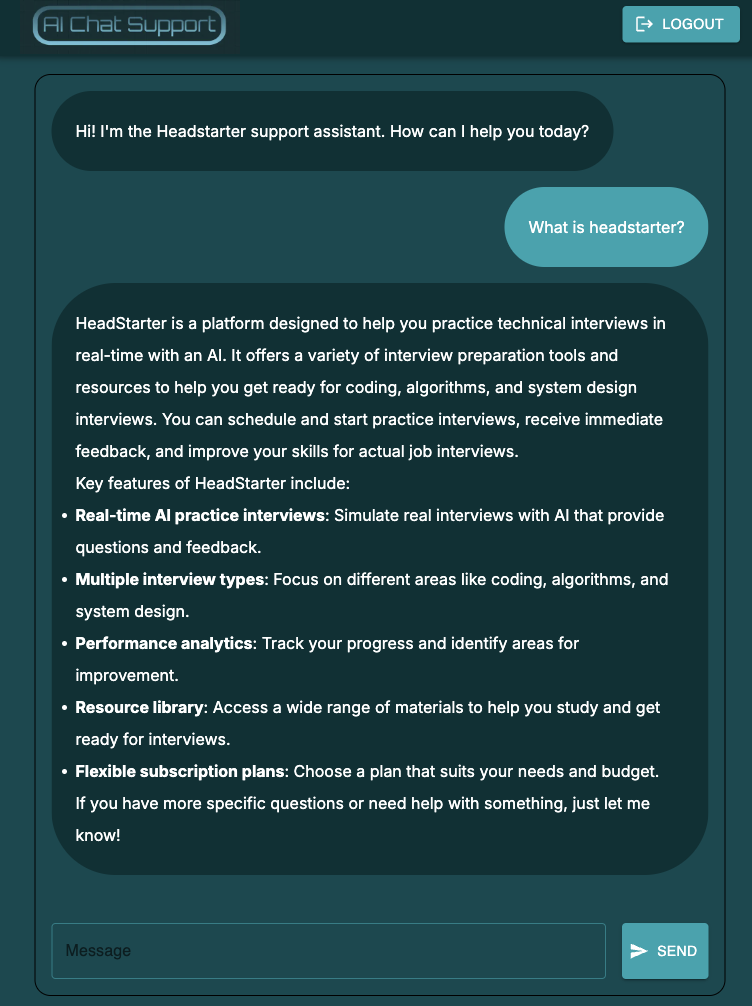 AI Chat Support
LOGOUT
Hi! I'm the Headstarter support assistant. How can I help you today?
What is headstarter?
HeadStarter is a platform designed to help you practice technical interviews in
real-time with an AI. It offers a variety of interview preparation tools and
resources to help you get ready for coding, algorithms, and system design
interviews. You can schedule and start practice interviews, receive immediate
feedback, and improve your skills for actual job interviews.
Key features of HeadStarter include:
• Real-time AI practice interviews: Simulate real interviews with AI that provide
questions and feedback.
• Multiple interview types: Focus on different areas like coding, algorithms, and
system design.
• Performance analytics: Track your progress and identify areas for
improvement.
• Resource library: Access a wide range of materials to help you study and get
ready for interviews.
• Flexible subscription plans: Choose a plan that suits your needs and budget.
If you have more specific questions or need help with something, just let me
know!
Message
SEND